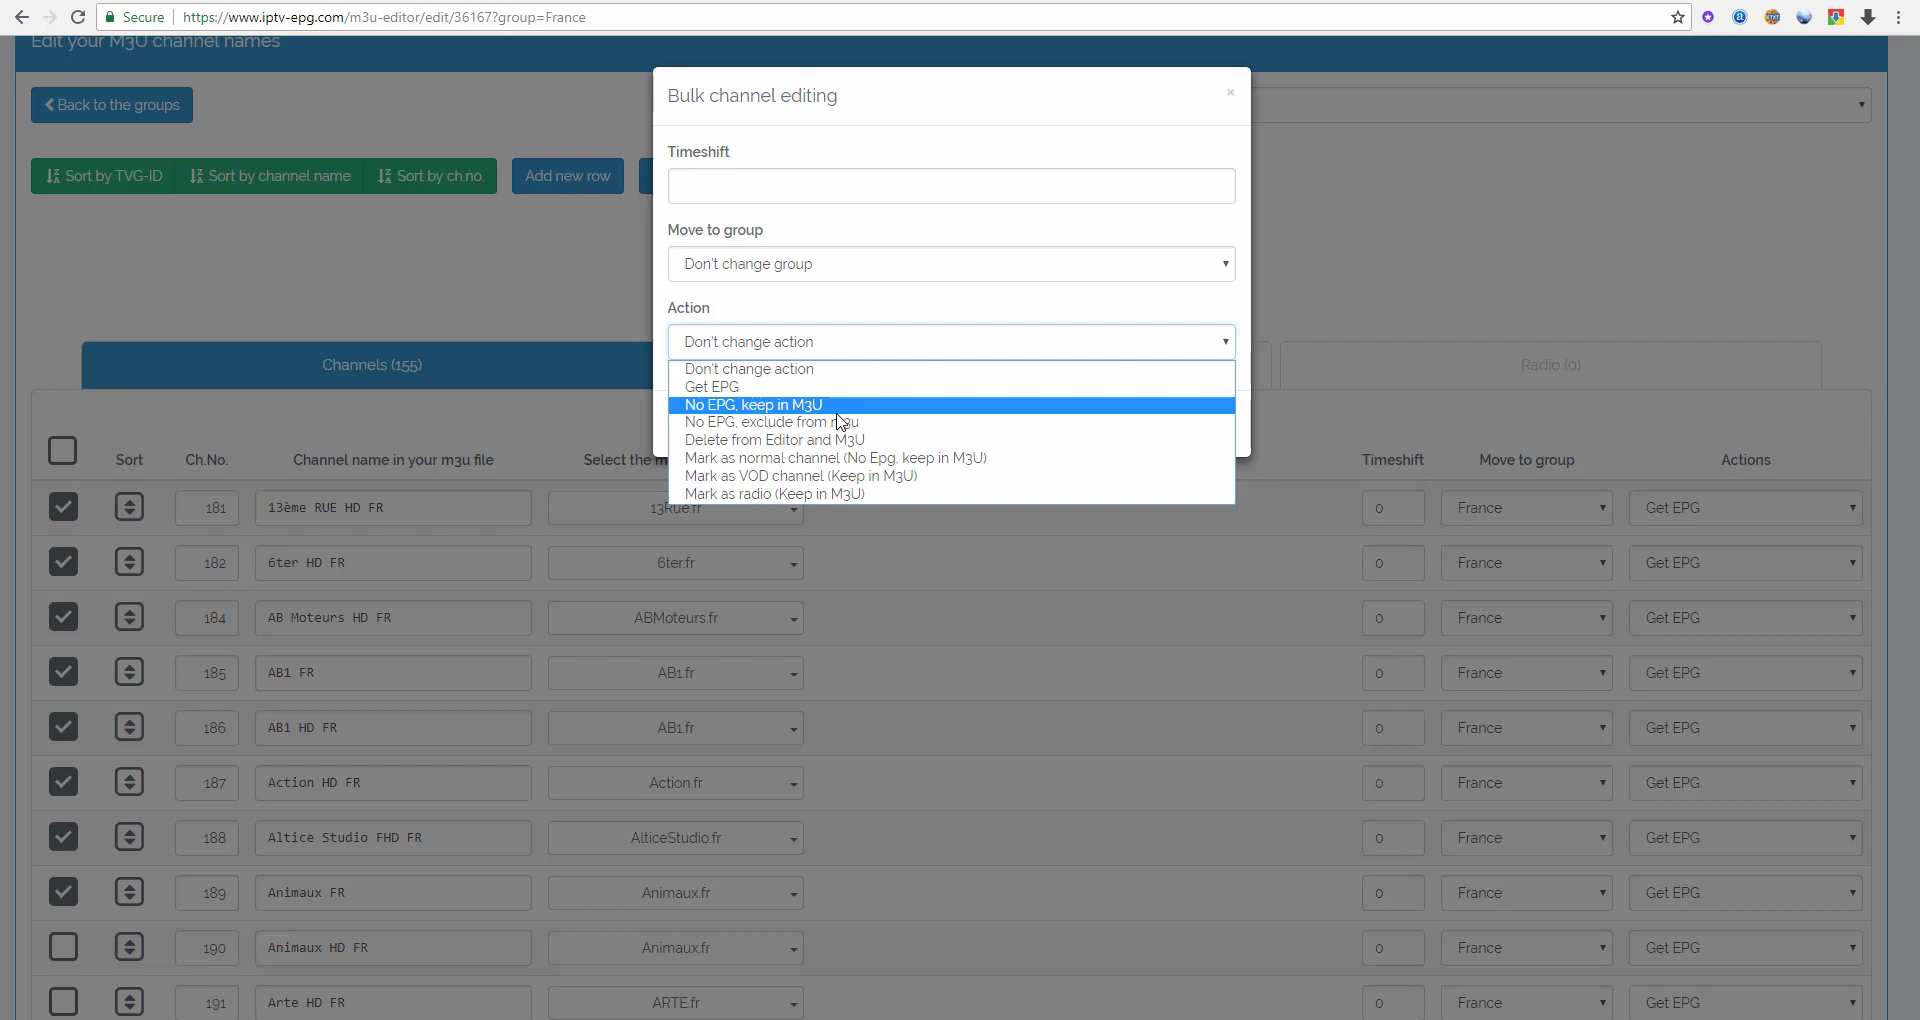 Secure
https://www.iptv-epg.com/m3u-editor/edit/36167?group=France
Edit your M3U channel names
Back to the groups
Sort by TVG-ID
Sort by channel name
Sort by ch.no.
Add new row
Bulk channel editing
×
Timeshift
Move to group
Don't change group
Action
Don't change action
Don't change action
Get EPG
No EPG, keep in M3U
No EPG, exclude from m3u
Delete from Editor and M3U
Mark as normal channel (No Epg, keep in M3U)
Mark as VOD channel (Keep in M3U)
Mark as radio (Keep in M3U)
Channels (155)
Radio (0)
Sort Ch.No. Channel name in your m3u file Select the Timeshift Move to group Actions
181 13ème RUE HD FR 13Rue.fr 0 France Get EPG
182 6ter HD FR 6ter.fr 0 France Get EPG
184 AB Moteurs HD FR ABMoteurs.fr 0 France Get EPG
185 AB1 FR AB1.fr 0 France Get EPG
186 AB1 HD FR AB1.fr 0 France Get EPG
187 Action HD FR Action.fr 0 France Get EPG
188 Altice Studio FHD FR AlticeStudio.fr 0 France Get EPG
189 Animaux FR Animaux.fr 0 France Get EPG
190 Animaux HD FR Animaux.fr 0 France Get EPG
191 Arte HD FR ARTE.fr 0 France Get EPG